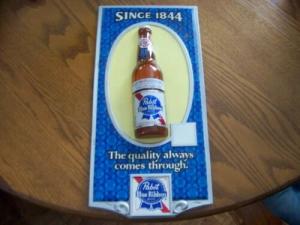 SINCE 1844
Pabst
Blue Ribbon
The quality always
comes through.
Pabst
Blue Ribbon